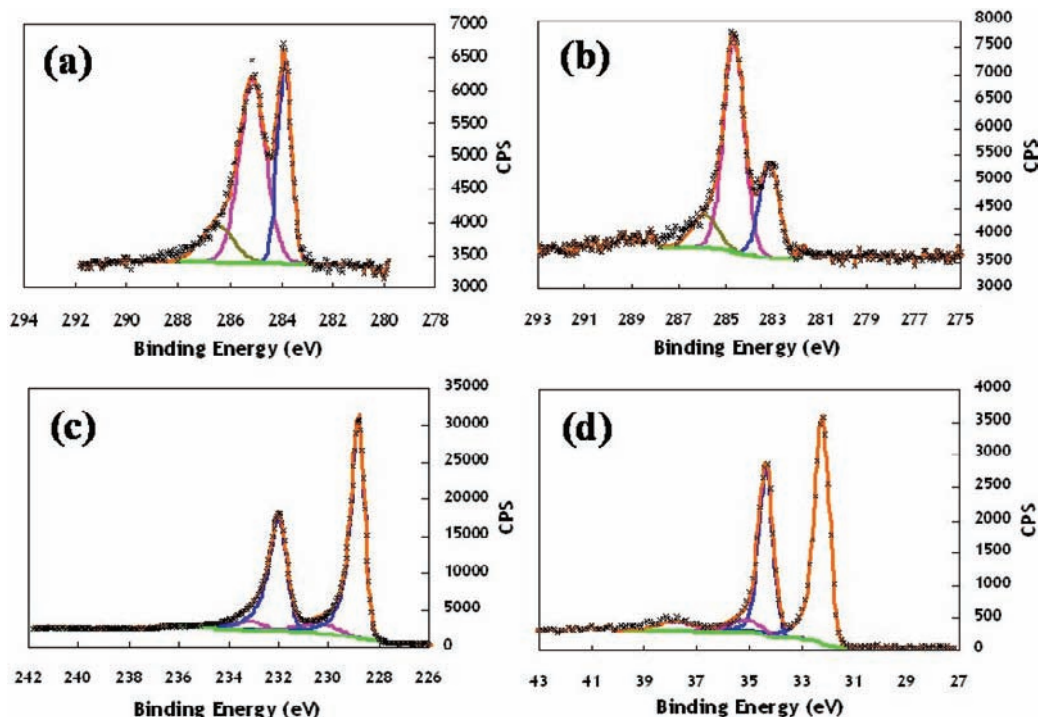 (a)
7000
6500
6000
5500
5000
4500
4000
3500
3000
CPS
294 292 290 288 286 284 282 280 278
Binding Energy (eV)
(b)
8000
7500
7000
6500
6000
5500
5000
4500
4000
3500
3000
CPS
293 291 289 287 285 283 281 279 277 275
Binding Energy (eV)
(c)
35000
30000
25000
20000
15000
10000
5000
0
CPS
242 240 238 236 234 232 230 228 226
Binding Energy (eV)
(d)
4000
3500
3000
2500
2000
1500
1000
500
0
CPS
43 41 39 37 35 33 31 29 27
Binding Energy (eV)